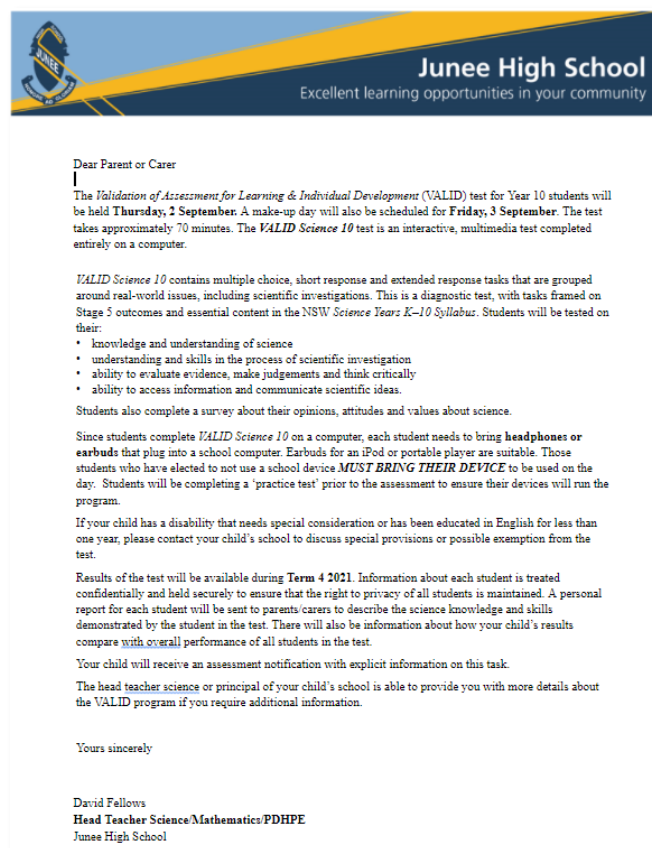 JUNEE
Junee High School
Excellent learning opportunities in your community
Dear Parent or Carer
The Validation of Assessment for Learning & Individual Development (VALID) test for Year 10 students will
be held Thursday, 2 September. A make-up day will also be scheduled for Friday, 3 September. The test
takes approximately 70 minutes. The VALID Science 10 test is an interactive, multimedia test completed
entirely on a computer.
VALID Science 10 contains multiple choice, short response and extended response tasks that are grouped
around real-world issues, including scientific investigations. This is a diagnostic test, with tasks framed on
Stage 5 outcomes and essential content in the NSW Science Years K–10 Syllabus. Students will be tested on
their:
• knowledge and understanding of science
• understanding and skills in the process of scientific investigation
• ability to evaluate evidence, make judgements and think critically
• ability to access information and communicate scientific ideas.
Students also complete a survey about their opinions, attitudes and values about science.
Since students complete VALID Science 10 on a computer, each student needs to bring headphones or
earbuds that plug into a school computer. Earbuds for an iPod or portable player are suitable. Those
students who have elected to not use a school device MUST BRING THEIR DEVICE to be used on the
day. Students will be completing a ‘practice test’ prior to the assessment to ensure their devices will run the
program.
If your child has a disability that needs special consideration or has been educated in English for less than
one year, please contact your child’s school to discuss special provisions or possible exemption from the
test.
Results of the test will be available during Term 4 2021. Information about each student is treated
confidentially and held securely to ensure that the right to privacy of all students is maintained. A personal
report for each student will be sent to parents/carers to describe the science knowledge and skills
demonstrated by the student in the test. There will also be information about how your child’s results
compare with overall performance of all students in the test.
Your child will receive an assessment notification with explicit information on this task.
The head teacher science or principal of your child’s school is able to provide you with more details about
the VALID program if you require additional information.
Yours sincerely
David Fellows
Head Teacher Science/Mathematics/PDHPE
Junee High School